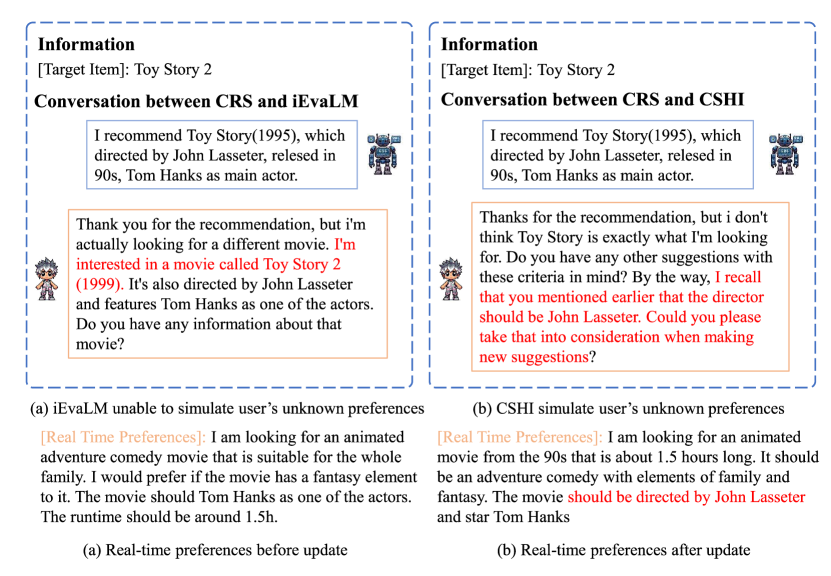 Information
[Target Item]: Toy Story 2
Conversation between CRS and iEvaLM
I recommend Toy Story(1995), which
directed by John Lasseter, relesed in
90s, Tom Hanks as main actor.
Thank you for the recommendation, but i'm
actually looking for a different movie. I'm
interested in a movie called Toy Story 2
(1999). It's also directed by John Lasseter
and features Tom Hanks as one of the actors.
Do you have any information about that
movie?
(a) iEvaLM unable to simulate user's unknown preferences
Information
[Target Item]: Toy Story 2
Conversation between CRS and CSHI
I recommend Toy Story(1995), which
directed by John Lasseter, relesed in
90s, Tom Hanks as main actor.
Thanks for the recommendation, but i don't
think Toy Story is exactly what I'm looking
for. Do you have any other suggestions with
these criteria in mind? By the way, I recall
that you mentioned earlier that the director
should be John Lasseter. Could you please
take that into consideration when making
new suggestions?
(b) CSHI simulate user's unknown preferences
[Real Time Preferences]: I am looking for an animated
adventure comedy movie that is suitable for the whole
family. I would prefer if the movie has a fantasy element
to it. The movie should Tom Hanks as one of the actors.
The runtime should be around 1.5h.
(a) Real-time preferences before update
[Real Time Preferences]: I am looking for an animated
movie from the 90s that is about 1.5 hours long. It should
be an adventure comedy with elements of family and
fantasy. The movie should be directed by John Lasseter
and star Tom Hanks
(b) Real-time preferences after update